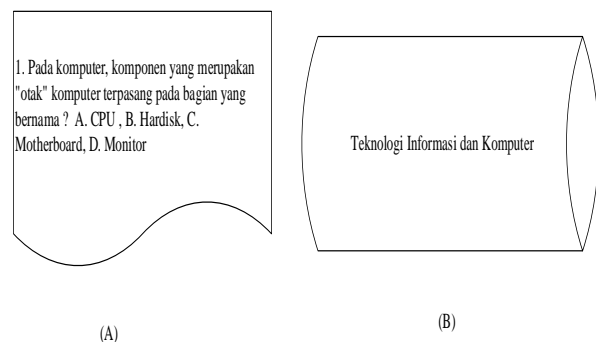 1. Pada komputer, komponen yang merupakan
"otak" komputer terpasang pada bagian yang
bernama ? A. CPU , B. Hardisk, C.
Motherboard, D. Monitor
Teknologi Informasi dan Komputer
(A)
(B)